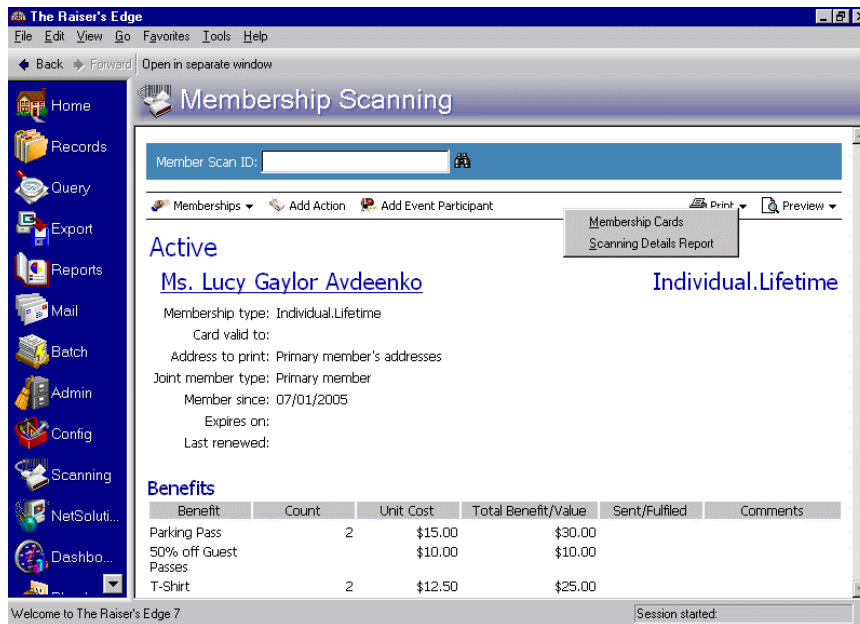 The Raiser's Edge
File Edit View Go Favorites Tools Help
Back Forward Open in separate window
Membership Scanning
Home
Records
Query
Export
Reports
Mail
Batch
Admin
Config
Scanning
NetSoluti...
Dashbo...
Member Scan ID:
Memberships Add Action Add Event Participant Print Preview
Membership Cards
Scanning Details Report
Active
Ms. Lucy Gaylor Avdeenko Individual.Lifetime
Membership type: Individual.Lifetime
Card valid to:
Address to print: Primary member's addresses
Joint member type: Primary member
Member since: 07/01/2005
Expires on:
Last renewed:
Benefits
Benefit Count Unit Cost Total Benefit/Value Sent/Fulfilled Comments
Parking Pass 2 $15.00 $30.00
50% off Guest $10.00 $10.00
Passes
T-Shirt 2 $12.50 $25.00
Welcome to The Raiser's Edge 7 Session started: